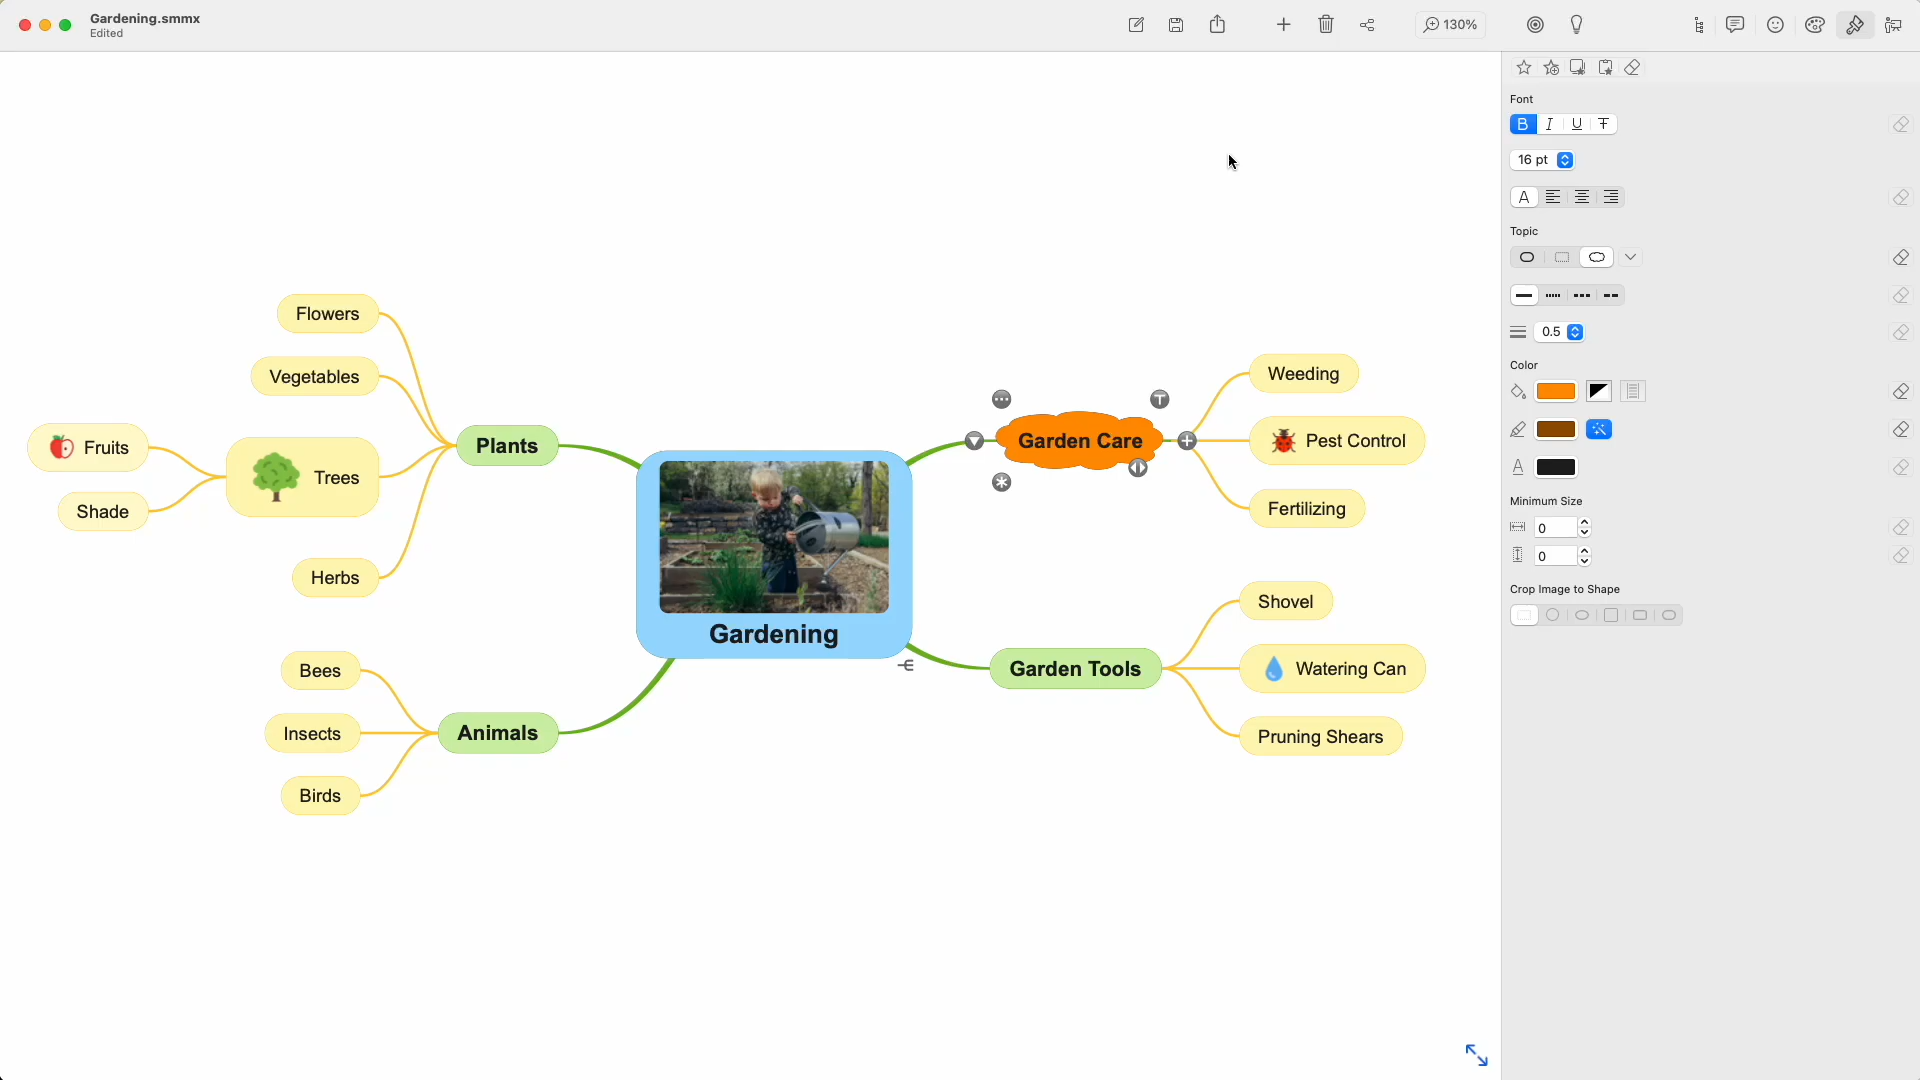 Gardening.smmx
Edited
130%
Font
B I U T
16 pt
A
Topic
0.5
Color
A
Minimum Size
0
0
Crop Image to Shape
Flowers
Vegetables
Fruits
Trees
Shade
Herbs
Plants
Bees
Insects
Birds
Animals
Gardening
T
Garden Care
Weeding
Pest Control
Fertilizing
Garden Tools
Shovel
Watering Can
Pruning Shears